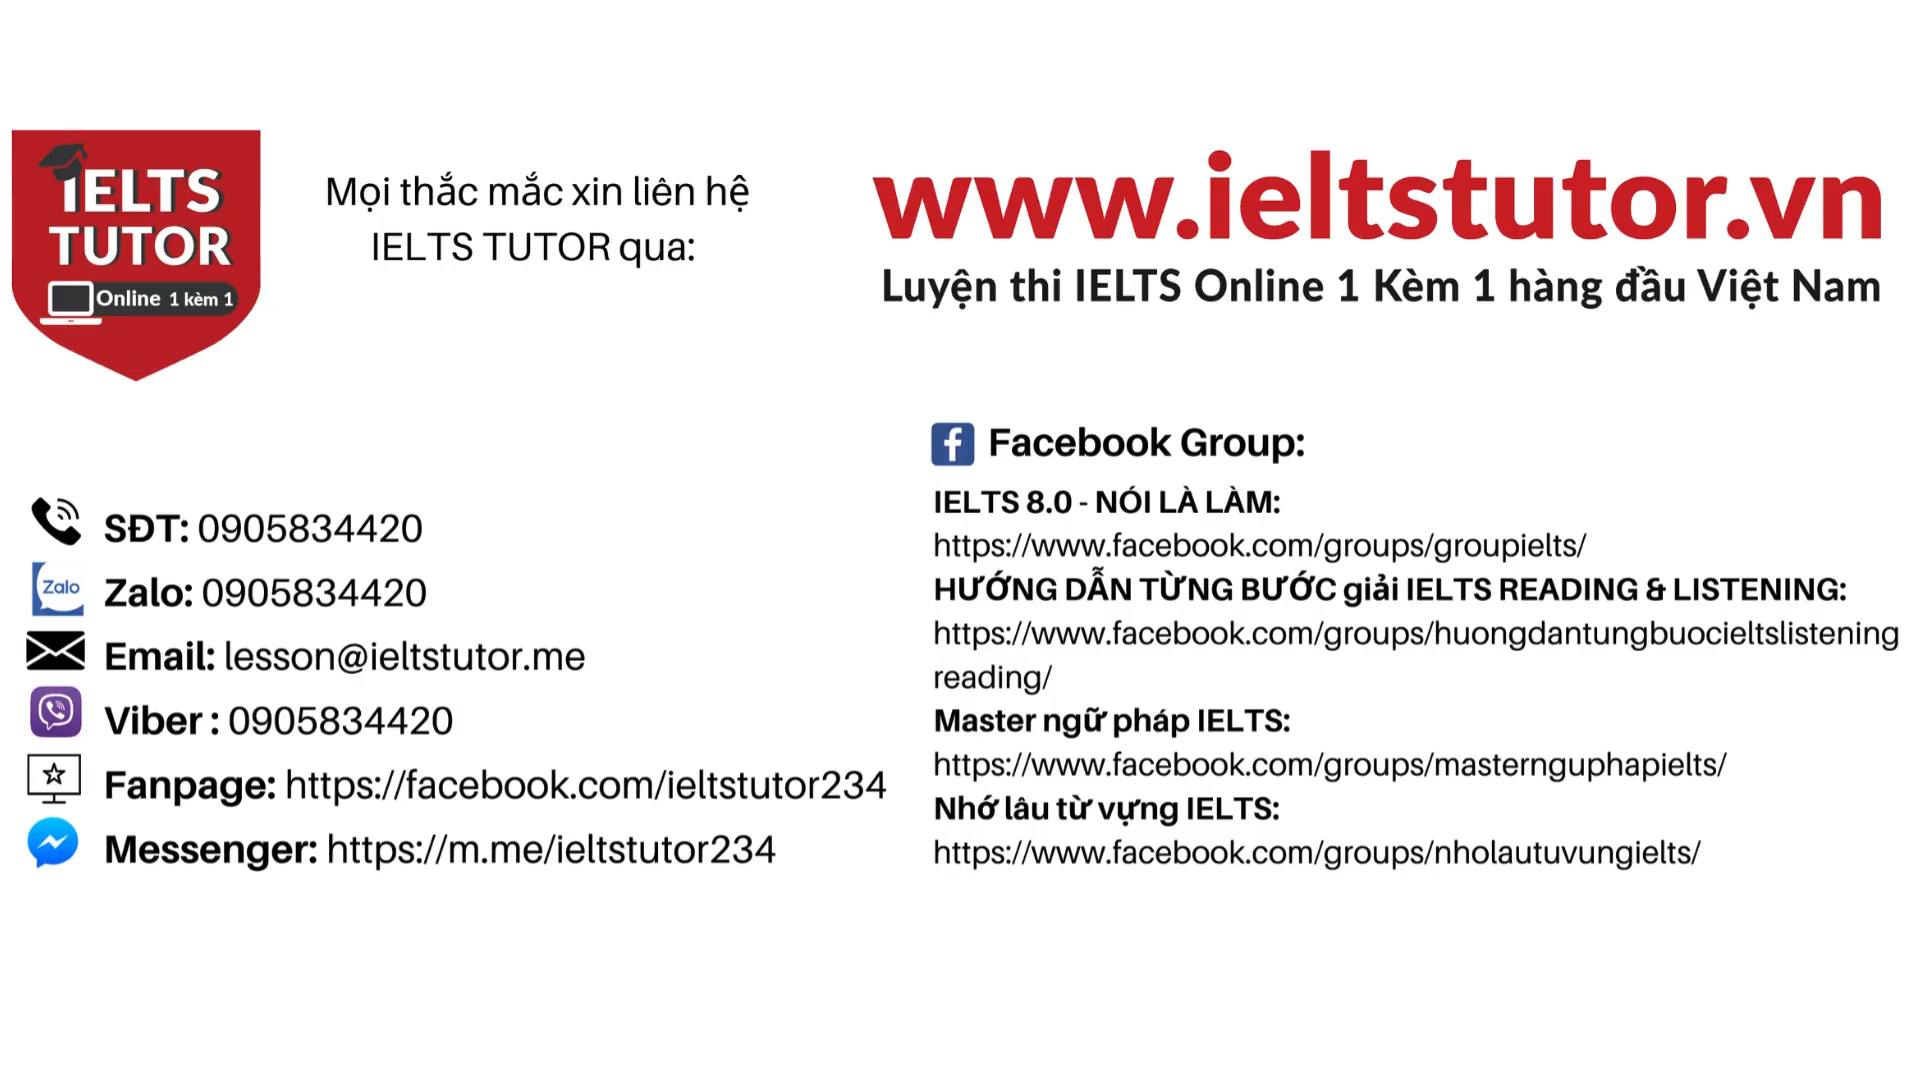 IELTS
TUTOR
Online 1 kèm 1
Mọi thắc mắc xin liên hệ
IELTS TUTOR qua:
www.ieltstutor.vn
Luyện thi IELTS Online 1 Kèm 1 hàng đầu Việt Nam
SĐT: 0905834420
Zalo
Zalo: 0905834420
Email: lesson@ieltstutor.me
Viber : 0905834420
Fanpage: https://facebook.com/ieltstutor234
Messenger: https://m.me/ieltstutor234
Facebook Group:
IELTS 8.0 - NÓI LÀ LÀM:
https://www.facebook.com/groups/groupielts/
HƯỚNG DẪN TỪNG BƯỚC giải IELTS READING & LISTENING:
https://www.facebook.com/groups/huongdantungbuocieltslistening
reading/
Master ngữ pháp IELTS:
https://www.facebook.com/groups/masternguphapielts/
Nhớ lâu từ vựng IELTS:
https://www.facebook.com/groups/nholautuvungielts/